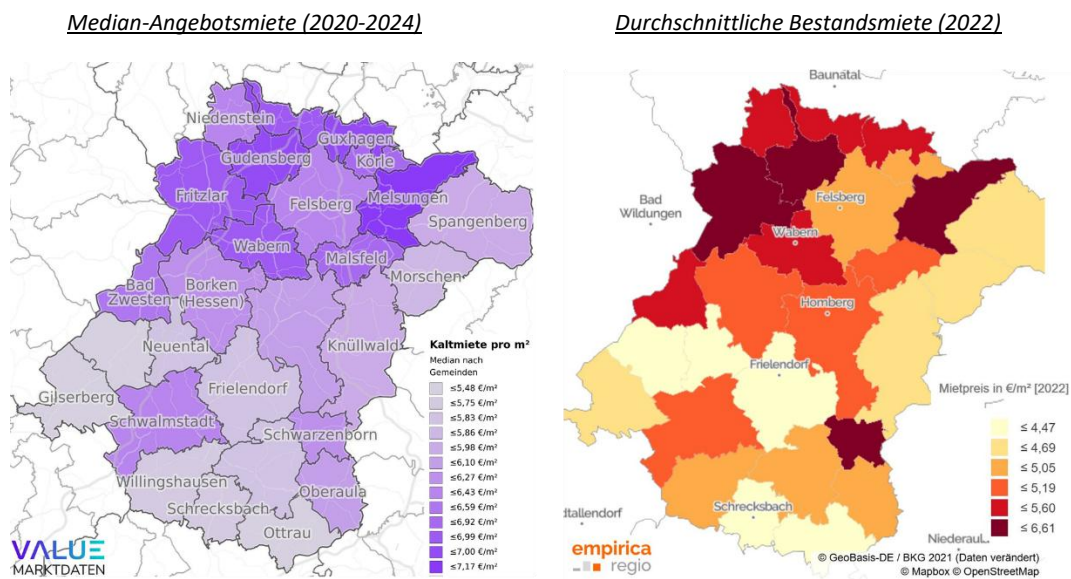 Median-Angebotsmiete (2020-2024)
Durchschnittliche Bestandsmiete (2022)
Niedenstein
Guxhagen
Gudensberg
Körle
Fritzlar
Melsungen
Felsberg
Spangenberg
Wabern
Malsfeld
Morschen
Bad
Zwesten
Borken
(Hessen)
Neuental
Knüllwald
Gilserberg
Frielendorf
Schwalmstadt
Schwarzenborn
Willingshausen
Oberaula
Schrecksbach
Ottrau
Kaltmiete pro m²
Median nach
Gemeinden
≤5,48 €/m²
≤5,75 €/m²
≤5,83 €/m²
≤5,86 €/m²
≤5,98 €/m²
≤6,10 €/m²
≤6,27 €/m²
≤6,43 €/m²
≤6,59 €/m²
≤6,92 €/m²
≤6,99 €/m²
≤7,00 €/m²
≤7,17 €/m²
VALUE
MARKTDATEN
Baunatal
Bad
Wildungen
Felsberg
Wabern
Homberg
Frielendorf
Schrecksbach
dtallendorf
Niederaul
Mietpreis in €/m² [2022]
≤ 4,47
≤ 4,69
≤ 5,05
≤ 5,19
≤ 5,60
≤ 6,61
empirica
regio
© GeoBasis-DE / BKG 2021 (Daten verändert)
© Mapbox © OpenStreetMap